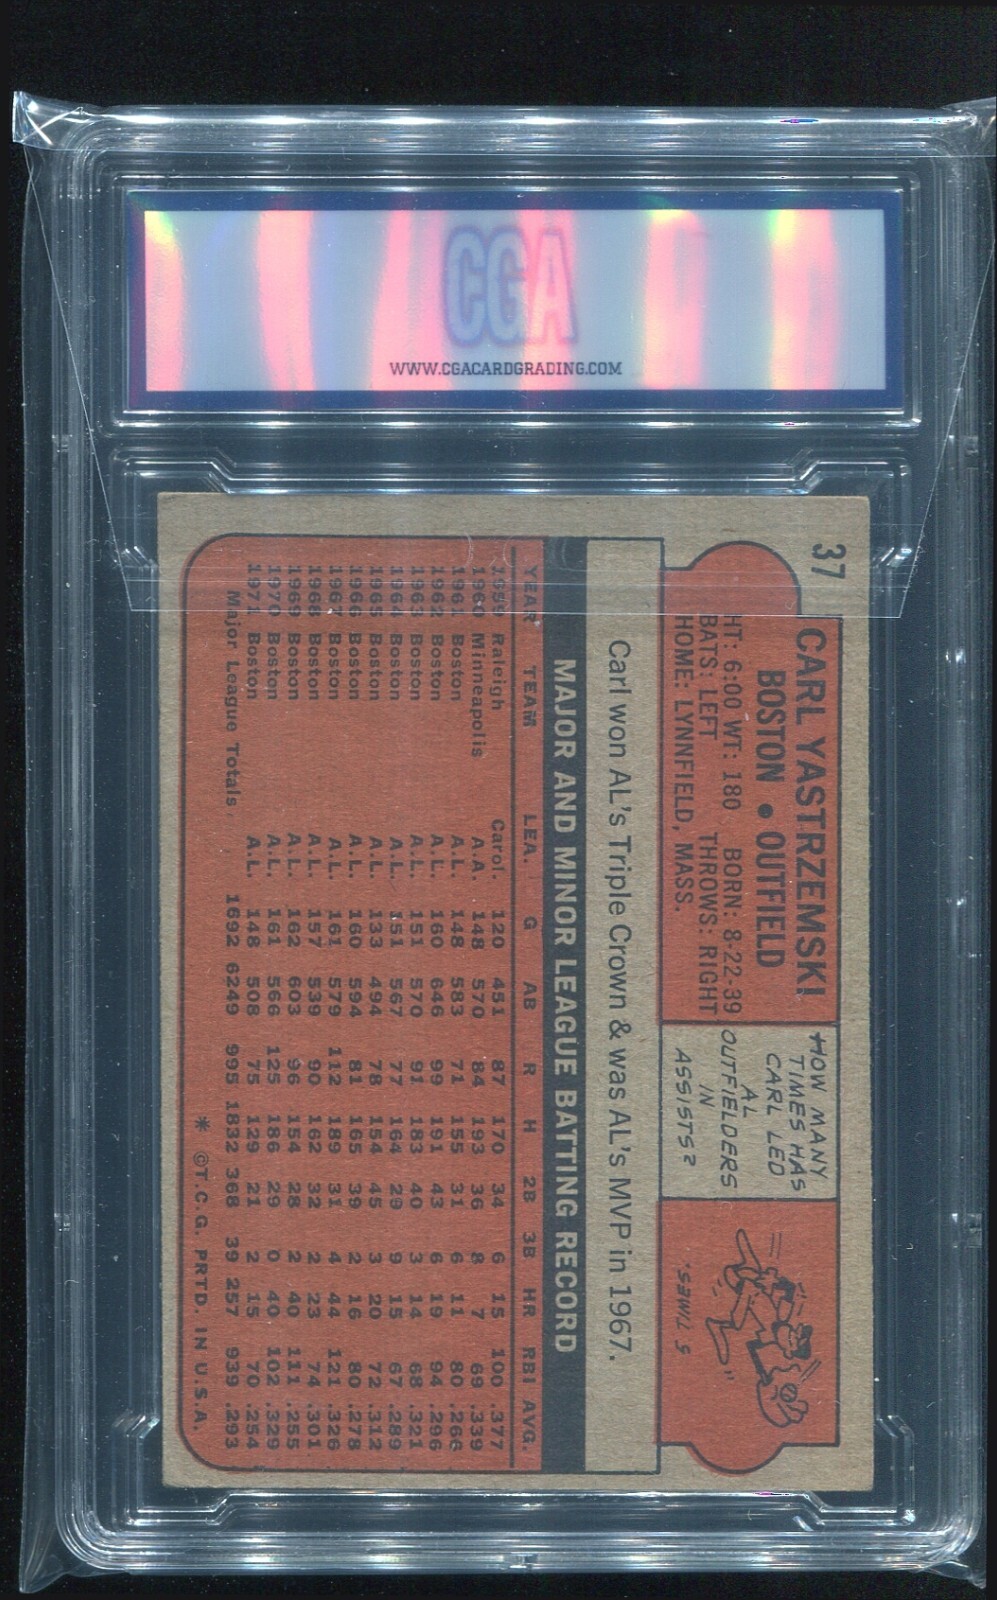 CGA
WWW.CGACARDGRADING.COM
37
CARL YASTRZEMSKI
BOSTON • OUTFIELD
HT: 6:00 WT: 180 BORN: 8-22-39
BATS: LEFT THROWS: RIGHT
HOME: LYNNFIELD, MASS.
HOW MANY
TIMES HAS
CARL LED
AL
OUTFIELDERS
IN
ASSISTS?
5 TIMES.
Carl won AL's Triple Crown & was AL's MVP in 1967.
MAJOR AND MINOR LEAGUE BATTING RECORD
YEAR TEAM LEA. G AB R H 2B 3B HR RBI AVG.
1959 Raleigh Carol. 120 451 87 170 34 6 15 100 .377
1960 Minneapolis A.A. 148 570 84 193 36 8 7 69 .339
1961 Boston A.L. 148 583 71 155 31 6 11 80 .266
1962 Boston A.L. 160 646 99 191 43 6 19 94 .296
1963 Boston A.L. 151 570 91 183 40 3 14 68 .321
1964 Boston A.L. 151 567 77 164 29 9 15 67 .289
1965 Boston A.L. 133 494 78 154 45 3 20 72 .312
1966 Boston A.L. 160 594 81 165 39 2 16 80 .278
1967 Boston A.L. 161 579 112 189 31 4 44 121 .326
1968 Boston A.L. 157 539 90 162 32 2 23 74 .301
1969 Boston A.L. 162 603 96 154 28 2 40 111 .255
1970 Boston A.L. 161 566 125 186 29 0 40 102 .329
1971 Boston A.L. 148 508 75 129 21 2 15 70 .254
Major League Totals 1692 6249 995 1832 368 39 257 939 .293
* ©T.C.G. PRTD. IN U.S.A.